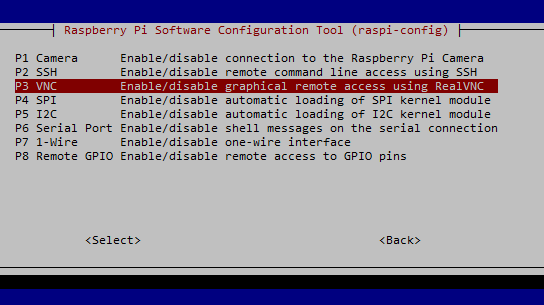 Raspberry Pi Software Configuration Tool (raspi-config)
P1 Camera Enable/disable connection to the Raspberry Pi Camera
P2 SSH Enable/disable remote command line access using SSH
P3 VNC Enable/disable graphical remote access using RealVNC
P4 SPI Enable/disable automatic loading of SPI kernel module
P5 I2C Enable/disable automatic loading of I2C kernel module
P6 Serial Port Enable/disable shell messages on the serial connection
P7 1-Wire Enable/disable one-wire interface
P8 Remote GPIO Enable/disable remote access to GPIO pins
<Select> <Back>